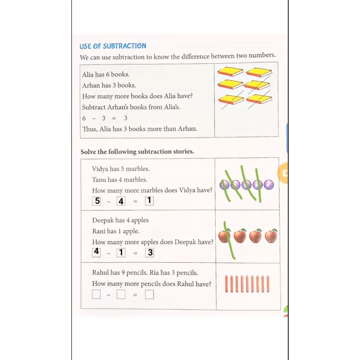 USE OF SUBTRACTION
We can use subtraction to know the difference between two numbers.
Alia has 6 books.
Arhan has 3 books.
How many more books does Alia have?
Subtract Arhan's books from Alia's.
6 – 3 = 3
Thus, Alia has 3 books more than Arhan.
Solve the following subtraction stories.
Vidya has 5 marbles.
Tanu has 4 marbles.
How many more marbles does Vidya have?
5 – 4 = 1
Deepak has 4 apples
Rani has 1 apple.
How many more apples does Deepak have?
4 – 1 = 3
Rahul has 9 pencils. Ria has 3 pencils.
How many more pencils does Rahul have?
– =